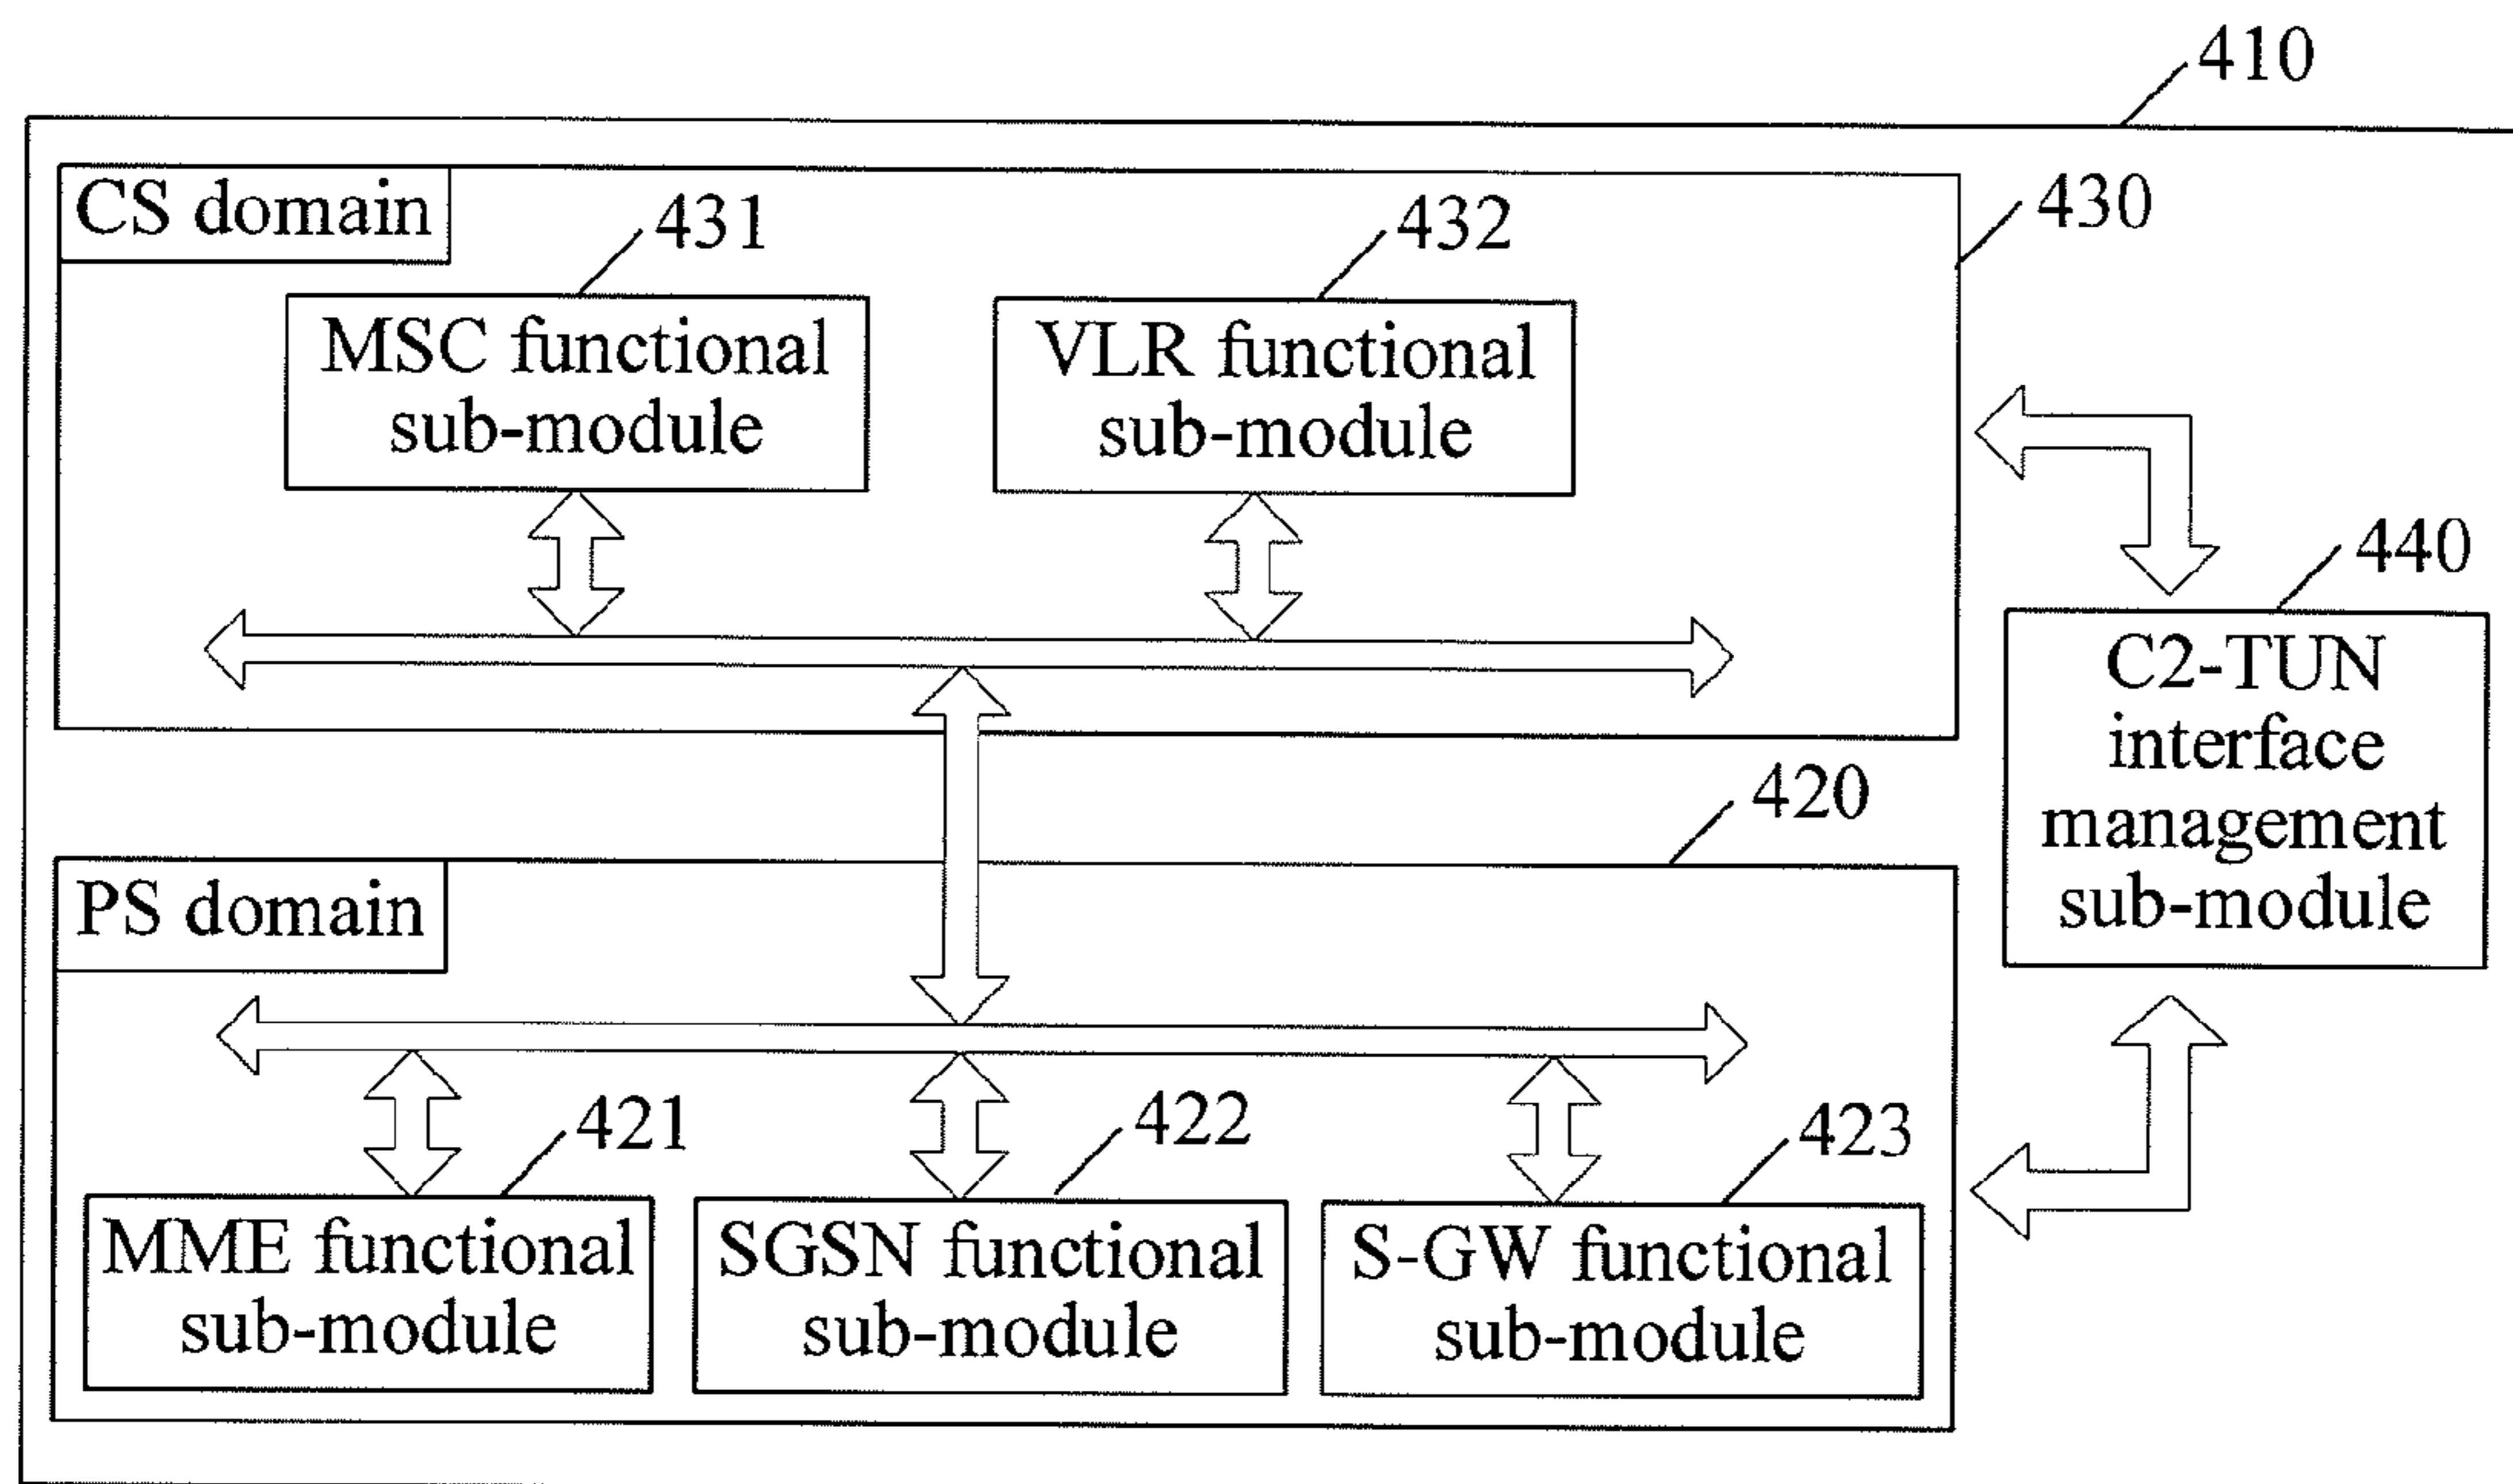 410
CS domain
431
432
430
MSC functional
sub-module
VLR functional
sub-module
440
C2-TUN
interface
management
sub-module
420
PS domain
421
422
423
MME functional
sub-module
SGSN functional
sub-module
S-GW functional
sub-module